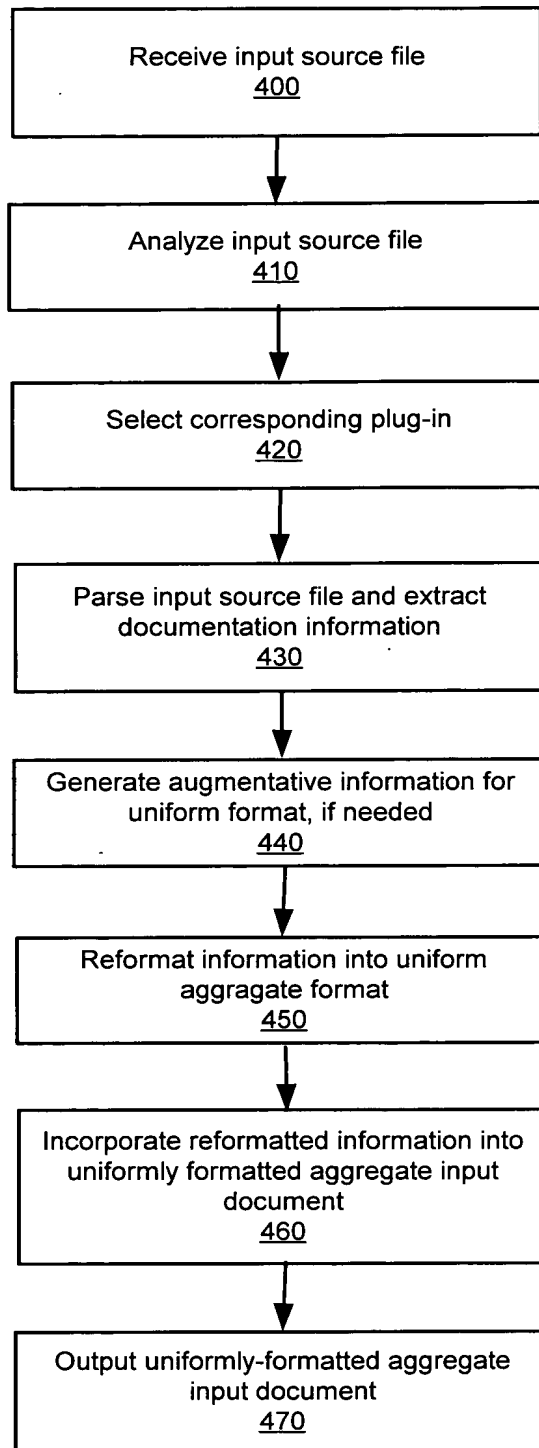 Receive input source file
400
Analyze input source file
410
Select corresponding plug-in
420
Parse input source file and extract
documentation information
430
Generate augmentative information for
uniform format, if needed
440
Reformat information into uniform
aggragate format
450
Incorporate reformatted information into
uniformly formatted aggregate input
document
460
Output uniformly-formatted aggregate
input document
470